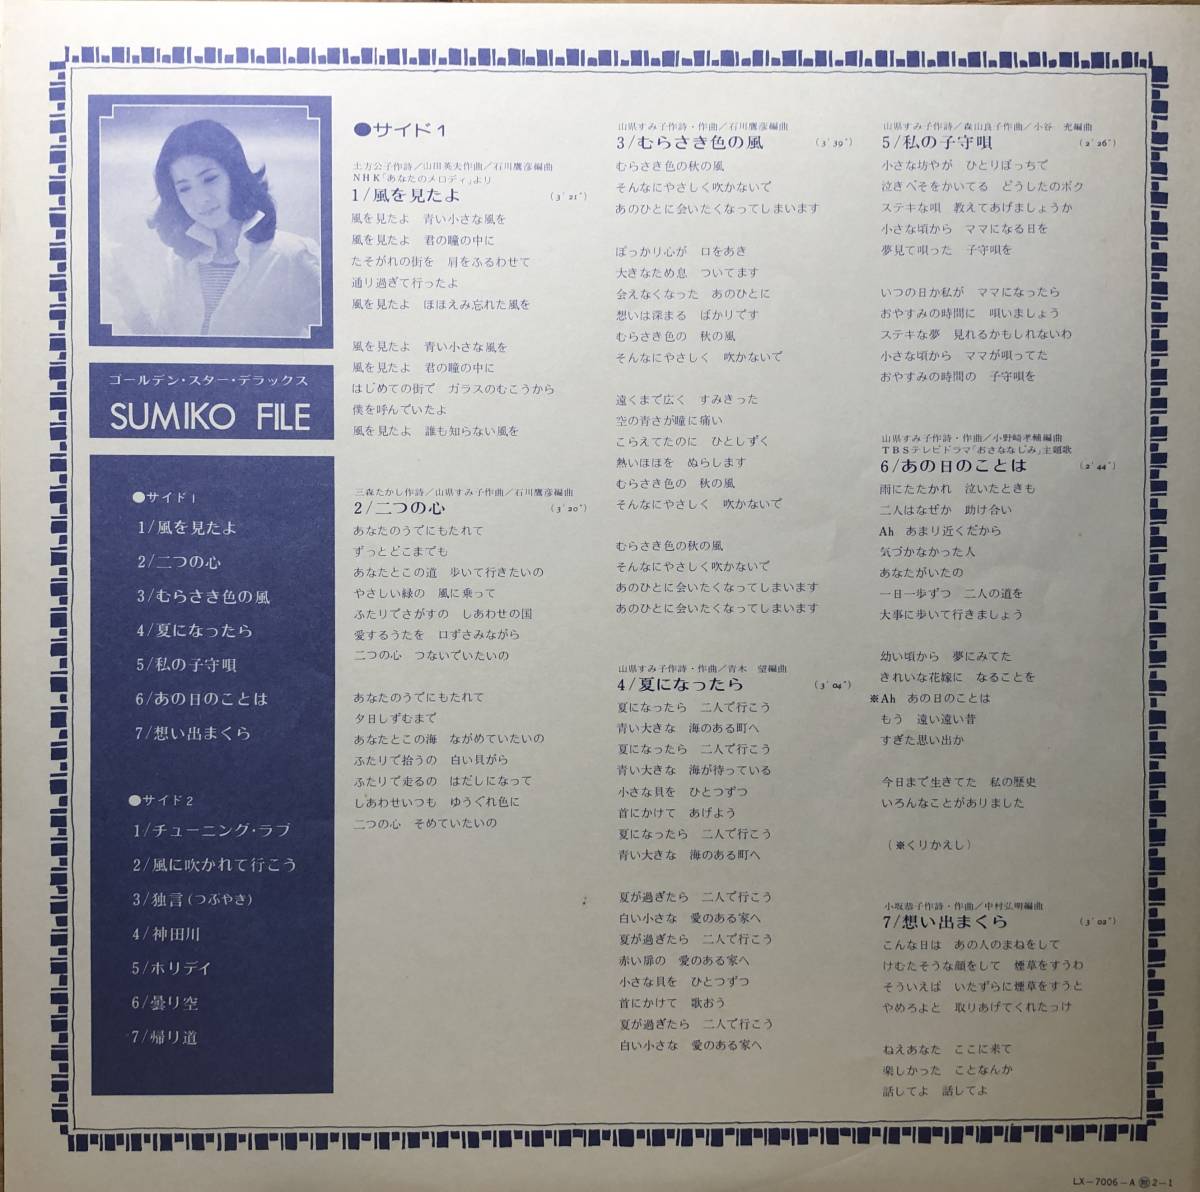 ゴールデン・スター・デラックス
SUMIKO FILE
●サイド1
1/風を見たよ
2/二つの心
3/むらさき色の風
4/夏になったら
5/私の子守唄
6/あの日のことは
7/想い出まくら
●サイド2
1/チューニング・ラブ
2/風に吹かれて行こう
3/独言(つぶやき)
4/神田川
5/ホリデイ
6/曇り空
7/帰り道
●サイド1
土方公子作詩/山川英夫作曲/石川鷹彦編曲
NHK「あなたのメロディ」より
1/風を見たよ (3′21″)
風を見たよ 青い小さな風を
風を見たよ 君の瞳の中に
たそがれの街を 肩をふるわせて
通り過ぎて行ったよ
風を見たよ ほほえみ忘れた風を
風を見たよ 青い小さな風を
風を見たよ 君の瞳の中に
はじめての街で ガラスのむこうから
僕を呼んでいたよ
風を見たよ 誰も知らない風を
三森たかし作詩/山県すみ子作曲/石川鷹彦編曲
2/二つの心 (3′20″)
あなたのうでにもたれて
ずっとどこまでも
あなたとこの道 歩いて行きたいの
やさしい緑の 風に乗って
ふたりでさがすの しあわせの国
愛するうたを 口ずさみながら
二つの心 つないでいたいの
あなたのうでにもたれて
夕日しずむまで
あなたとこの海 ながめていたいの
ふたりで拾うの 白い貝がら
ふたりで走るの はだしになって
しあわせいつも ゆうぐれ色に
二つの心 そめていたいの
山県すみ子作詩・作曲/石川鷹彦編曲
3/むらさき色の風 (3′39″)
むらさき色の秋の風
そんなにやさしく吹かないで
あのひとに会いたくなってしまいます
ぽっかり心が 口をあき
大きなため息 ついてます
会えなくなった あのひとに
想いは深まる ばかりです
むらさき色の 秋の風
そんなにやさしく 吹かないで
遠くまで広く すみきった
空の青さが瞳に痛い
こらえてたのに ひとしずく
熱いほほを ぬらします
むらさき色の 秋の風
そんなにやさしく 吹かないで
むらさき色の秋の風
そんなにやさしく吹かないで
あのひとに会いたくなってしまいます
あのひとに会いたくなってしまいます
山県すみ子作詩・作曲/青木 望編曲
4/夏になったら (3′04″)
夏になったら 二人で行こう
青い大きな 海のある町へ
夏になったら 二人で行こう
青い大きな 海が待っている
小さな貝を ひとつずつ
首にかけて あげよう
夏になったら 二人で行こう
青い大きな 海のある町へ
夏が過ぎたら 二人で行こう
白い小さな 愛のある家へ
夏が過ぎたら 二人で行こう
赤い扉の 愛のある家へ
小さな貝を ひとつずつ
首にかけて 歌おう
夏が過ぎたら 二人で行こう
白い小さな 愛のある家へ
山県すみ子作詩/森山良子作曲/小谷 充編曲
5/私の子守唄 (2′26″)
小さな坊やが ひとりぼっちで
泣きべそをかいてる どうしたのボク
ステキな唄 教えてあげましょうか
小さな頃から ママになる日を
夢見て唄った 子守唄を
いつの日か私が ママになったら
おやすみの時間に 唄いましょう
ステキな夢 見れるかもしれないわ
小さな頃から ママが唄ってた
おやすみの時間の 子守唄を
山県すみ子作詩・作曲/小野崎孝輔編曲
TBSテレビドラマ「おさななじみ」主題歌
6/あの日のことは (2′44″)
雨にたたかれ 泣いたときも
二人はなぜか 助け合い
Ah あまり近くだから
気づかなかった人
あなたがいたの
一日一歩ずつ 二人の道を
大事に歩いて行きましょう
幼い頃から 夢にみてた
きれいな花嫁に なることを
※Ah あの日のことは
もう 遠い遠い昔
すぎた思い出か
今日まで生きてた 私の歴史
いろんなことがありました
(※くりかえし)
小坂恭子作詩・作曲/中村弘明編曲
7/想い出まくら (3′02″)
こんな日は あの人のまねをして
けむたそうな顔をして 煙草をすうわ
そういえば いたずらに煙草をすうと
やめろよと 取りあげてくれたっけ
ねえあなた ここに来て
楽しかった ことなんか
話してよ 話してよ
LX-7006-A 2-1